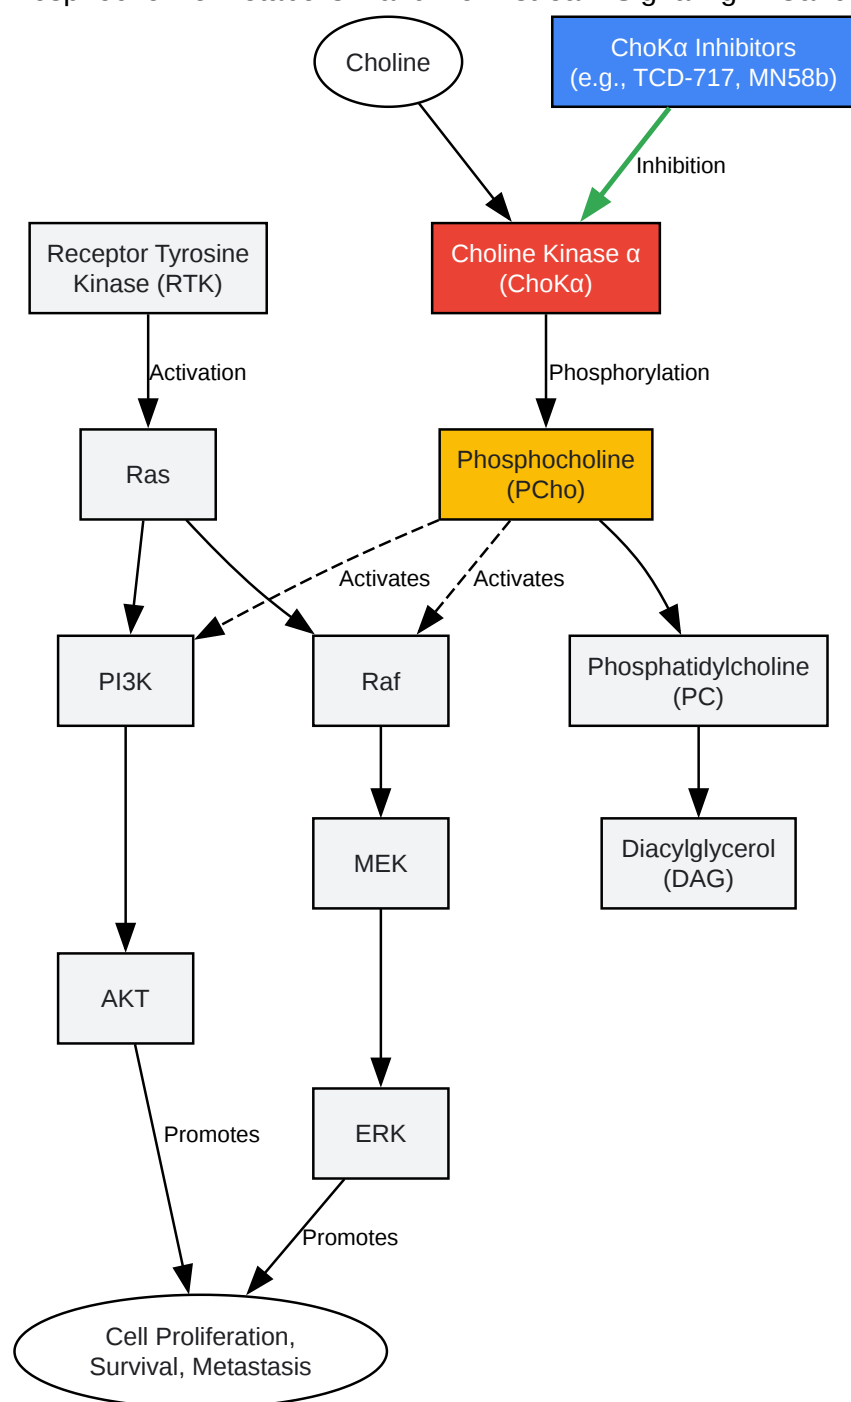 Choline
ChoKα Inhibitors
(e.g., TCD-717, MN58b)
Inhibition
Receptor Tyrosine
Kinase (RTK)
Choline Kinase α
(ChoKα)
Activation
Phosphorylation
Ras
Phosphocholine
(PCho)
Activates
Activates
PI3K
Raf
Phosphatidylcholine
(PC)
MEK
Diacylglycerol
(DAG)
AKT
ERK
Promotes
Promotes
Cell Proliferation,
Survival, Metastasis